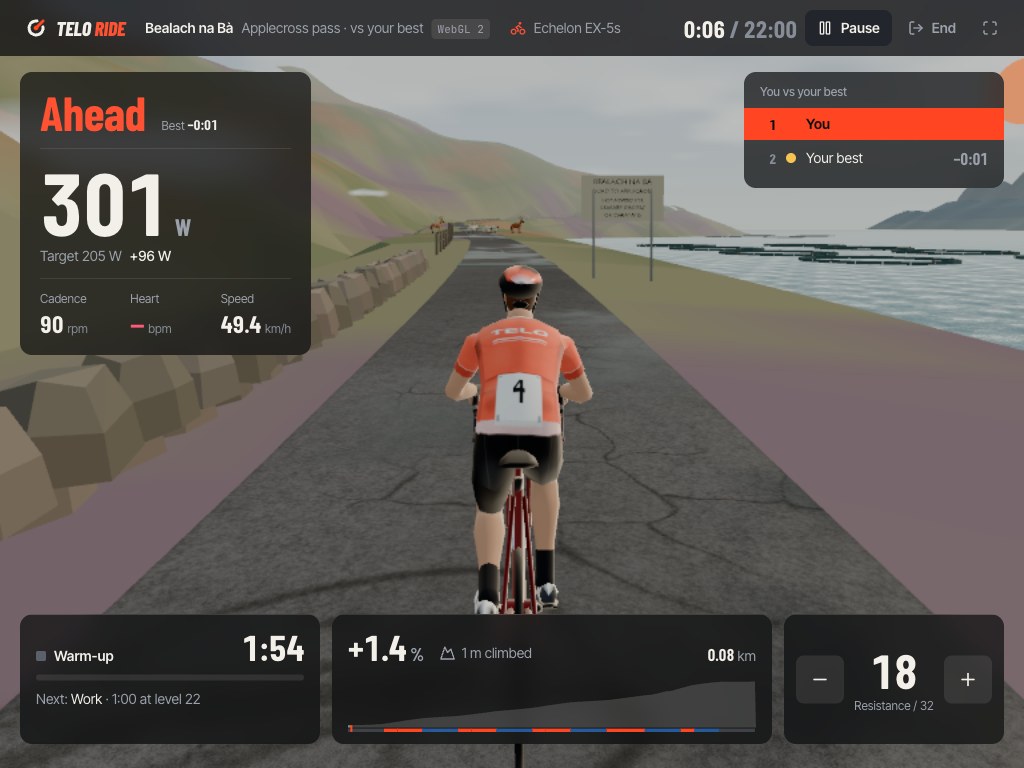 TELO RIDE Bealach na Bà Applecross pass · vs your best WebGL 2 Echelon EX-5s 0:06 / 22:00 Pause End
Ahead Best −0:01
301 W
Target 205 W +96 W
Cadence Heart Speed
90 rpm — bpm 49.4 km/h
You vs your best
1 You
2 Your best −0:01
BEALACH NA BA
TELO
4
Warm-up 1:54
Next: Work · 1:00 at level 22
+1.4 % 1 m climbed 0.08 km
− 18 +
Resistance / 32